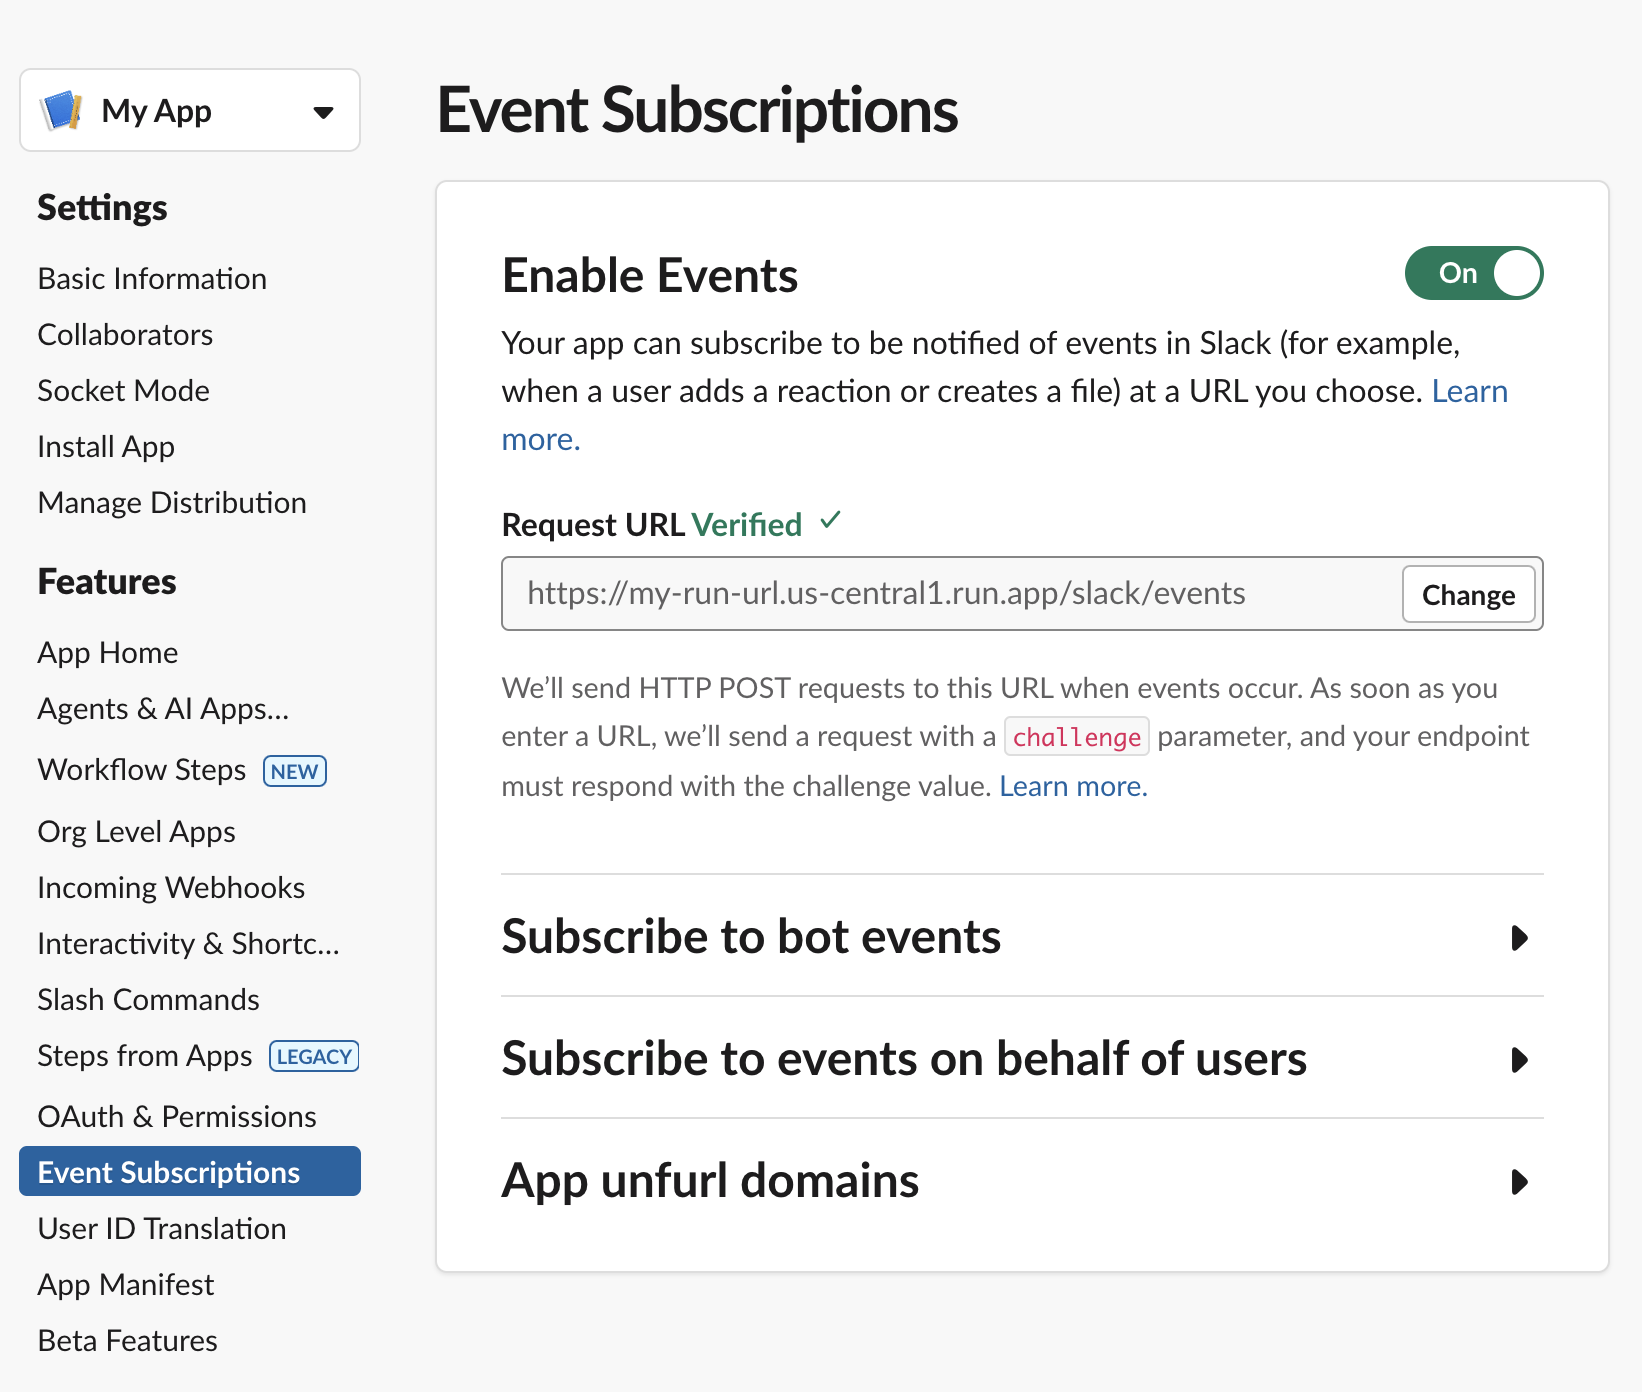 My App
Settings
Basic Information
Collaborators
Socket Mode
Install App
Manage Distribution
Features
App Home
Agents & AI Apps...
Workflow Steps NEW
Org Level Apps
Incoming Webhooks
Interactivity & Shortc...
Slash Commands
Steps from Apps LEGACY
OAuth & Permissions
Event Subscriptions
User ID Translation
App Manifest
Beta Features
Event Subscriptions
Enable Events
On
Your app can subscribe to be notified of events in Slack (for example,
when a user adds a reaction or creates a file) at a URL you choose. Learn
more.
Request URL Verified ✓
https://my-run-url.us-central1.run.app/slack/events
Change
We’ll send HTTP POST requests to this URL when events occur. As soon as you
enter a URL, we’ll send a request with a challenge parameter, and your endpoint
must respond with the challenge value. Learn more.
Subscribe to bot events
Subscribe to events on behalf of users
App unfurl domains